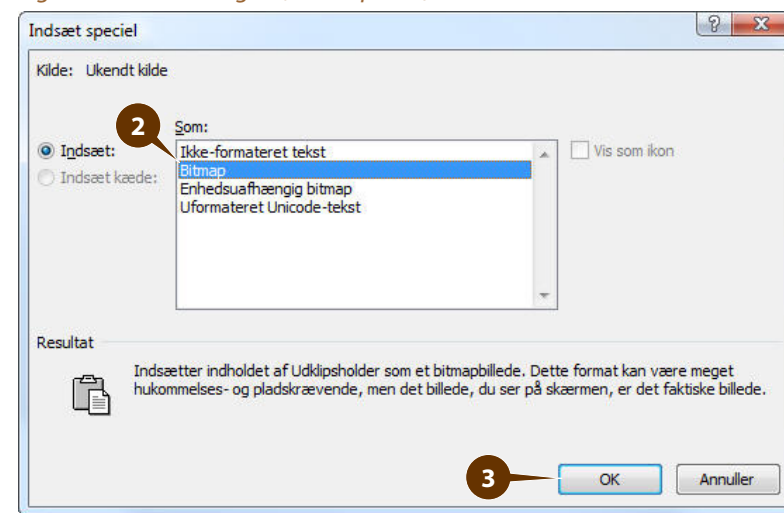 Indsæt speciel
Kilde: Ukendt kilde
2
Som:
Indsæt:
Indsæt kæde:
Ikke-formateret tekst
Bitmap
Enhedsuafhængig bitmap
Uformateret Unicode-tekst
Vis som ikon
Resultat
Indsætter indholdet af Udklipsholder som et bitmapbillede. Dette format kan være meget
hukommelses- og pladskrævende, men det billede, du ser på skærmen, er det faktiske billede.
3
OK
Annuller